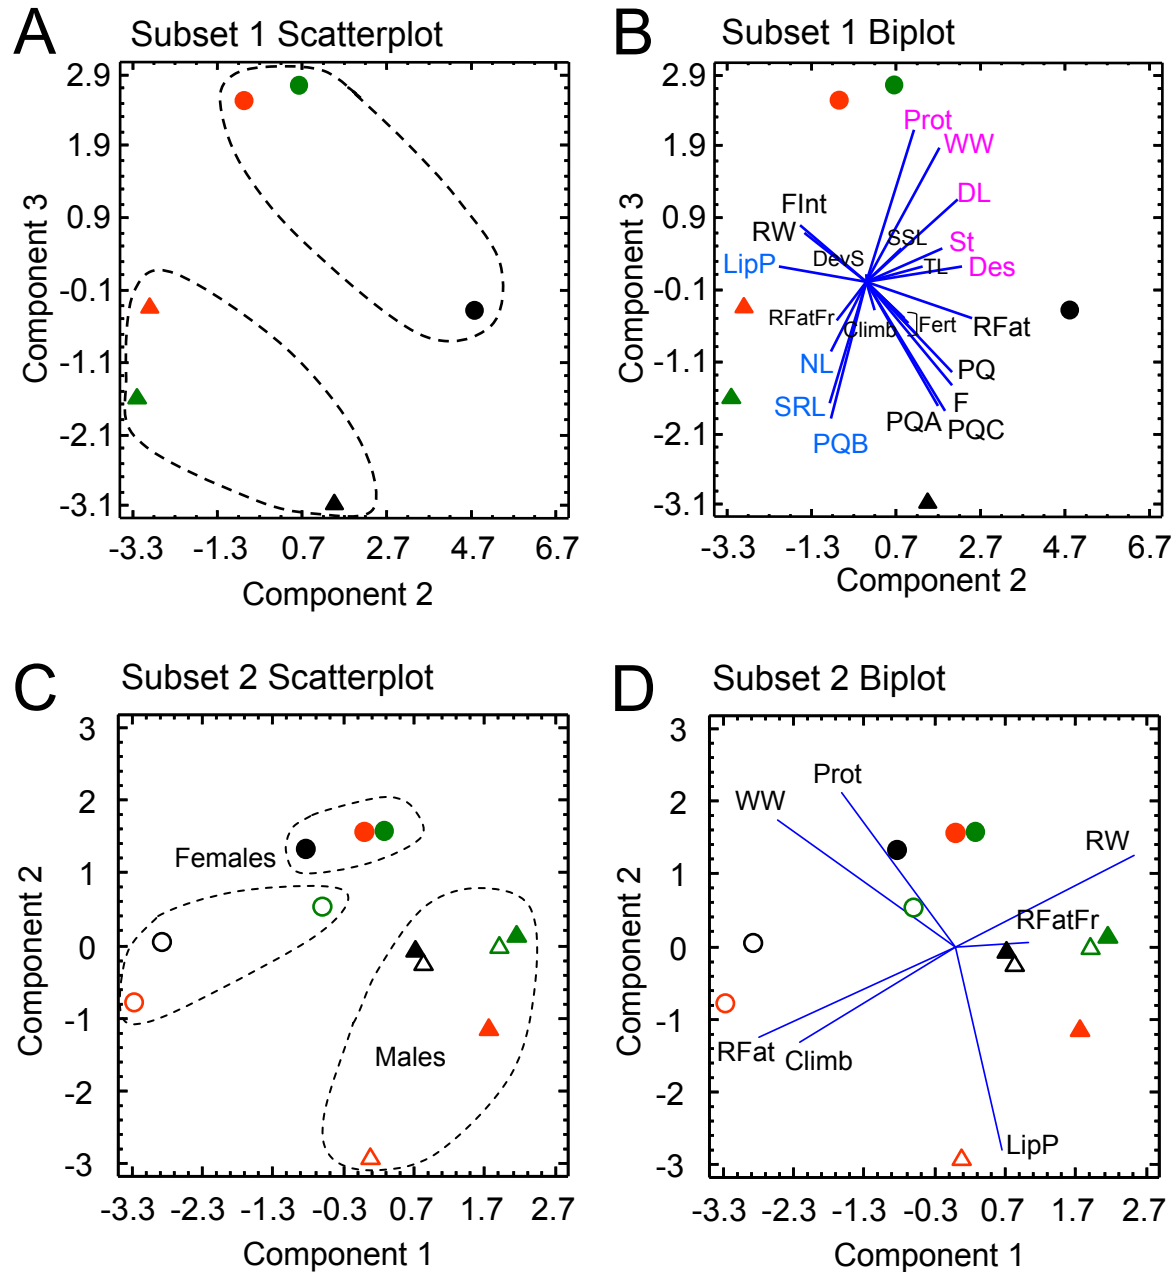 A Subset 1 Scatterplot
2.9
1.9
0.9
-0.1
-1.1
-2.1
-3.1
Component 3
-3.3 -1.3 0.7 2.7 4.7 6.7
Component 2
B Subset 1 Biplot
2.9
1.9
0.9
-0.1
-1.1
-2.1
-3.1
Component 3
Prot
WW
DL
FInt
RW
SSL
St
DevS
LipP
TL
Des
RFatFr
Climb
Fert
RFat
NL
PQ
SRL
F
PQA
PQC
PQB
-3.3 -1.3 0.7 2.7 4.7 6.7
Component 2
C Subset 2 Scatterplot
3
2
1
0
-1
-2
-3
Component 2
Females
Males
-3.3 -2.3 -1.3 -0.3 0.7 1.7 2.7
Component 1
D Subset 2 Biplot
3
2
1
0
-1
-2
-3
Component 2
Prot
WW
RW
RFatFr
RFat
Climb
LipP
-3.3 -2.3 -1.3 -0.3 0.7 1.7 2.7
Component 1